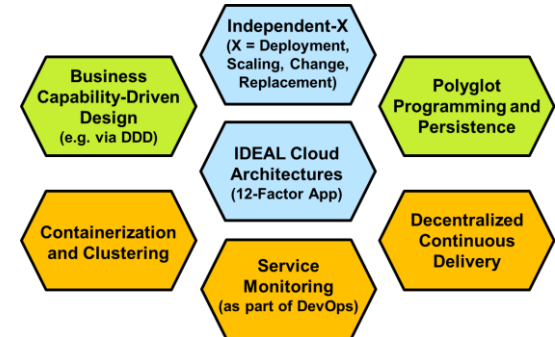 Independent-X
(X = Deployment,
Scaling, Change,
Replacement)
Business
Capability-Driven
Design
(e.g. via DDD)
Polyglot
Programming and
Persistence
IDEAL Cloud
Architectures
(12-Factor App)
Containerization
and Clustering
Decentralized
Continuous
Delivery
Service
Monitoring
(as part of DevOps)